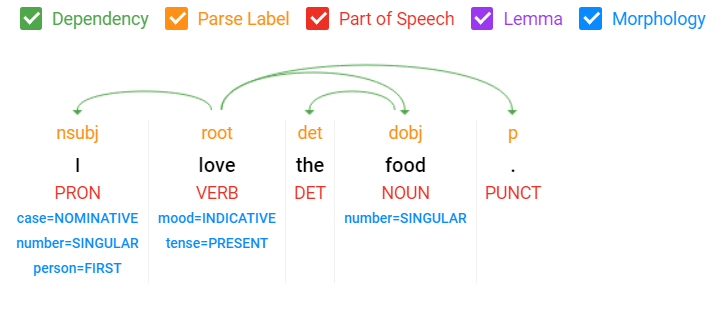 Dependency Parse Label Part of Speech Lemma Morphology
nsubj root det dobj p
I love the food .
PRON VERB DET NOUN PUNCT
case=NOMINATIVE mood=INDICATIVE number=SINGULAR
number=SINGULAR tense=PRESENT
person=FIRST